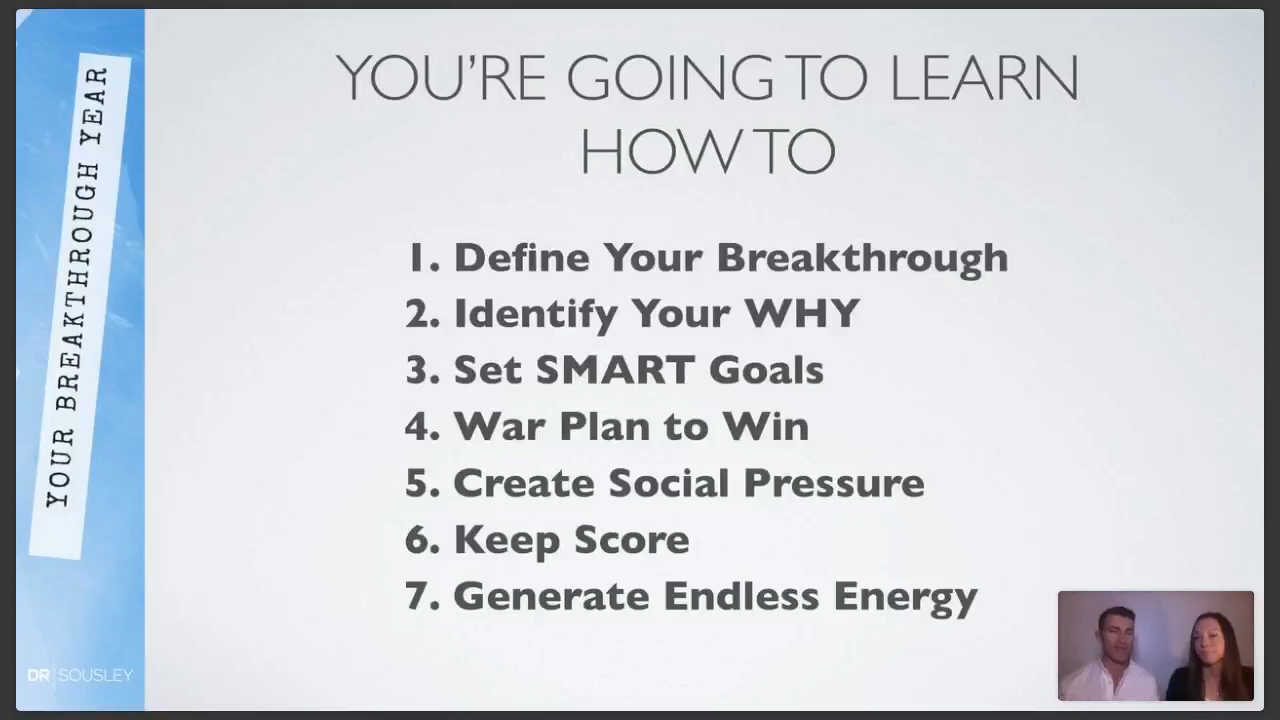 YOUR BREAKTHROUGH YEAR
YOU'RE GOING TO LEARN
HOW TO
1. Define Your Breakthrough
2. Identify Your WHY
3. Set SMART Goals
4. War Plan to Win
5. Create Social Pressure
6. Keep Score
7. Generate Endless Energy
DR SOUSLEY